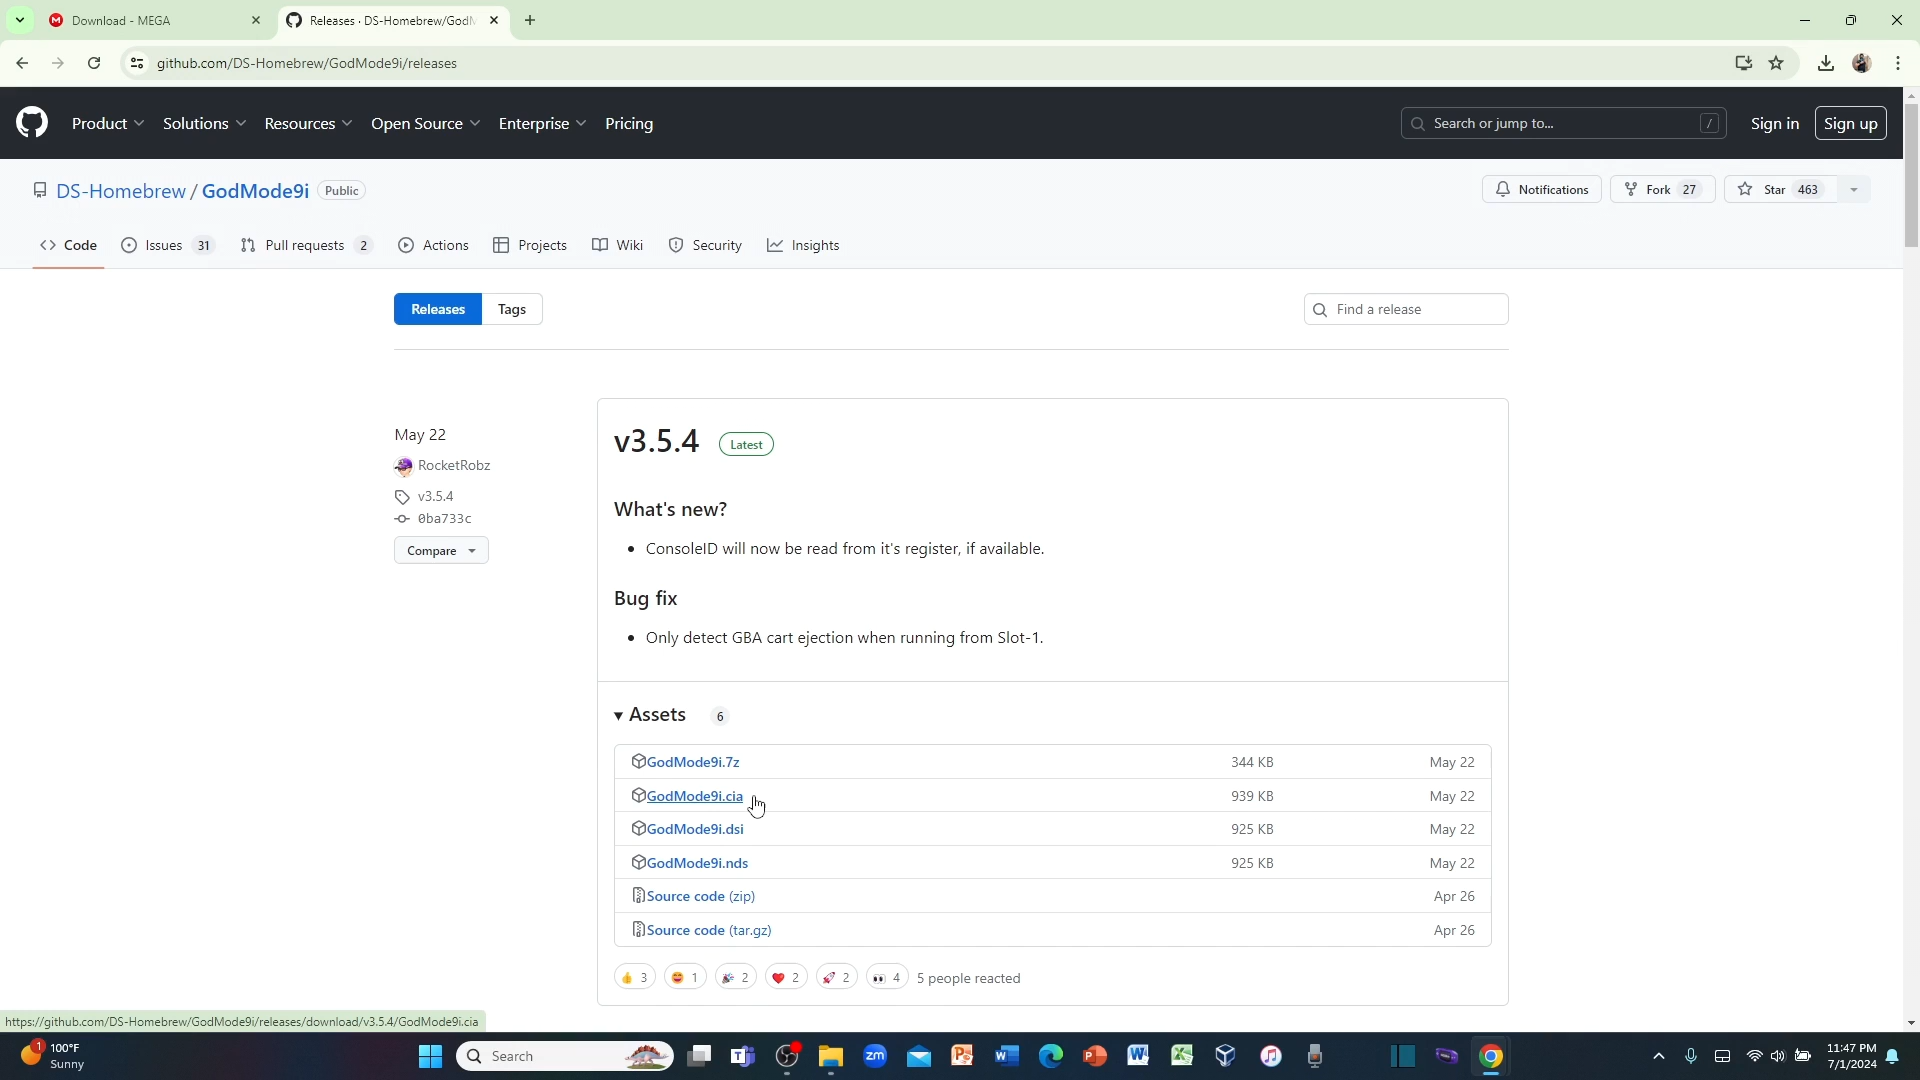 Download - MEGA
Releases · DS-Homebrew/GodM
github.com/DS-Homebrew/GodMode9i/releases
Product Solutions Resources Open Source Enterprise Pricing Search or jump to... / Sign in Sign up
DS-Homebrew / GodMode9i Public Notifications Fork 27 Star 463
Code Issues 31 Pull requests 2 Actions Projects Wiki Security Insights
Releases Tags Find a release
May 22
RocketRobz
v3.5.4
0ba733c
Compare
v3.5.4 Latest
What's new?
• ConsoleID will now be read from it's register, if available.
Bug fix
• Only detect GBA cart ejection when running from Slot-1.
Assets 6
GodMode9i.7z 344 KB May 22
GodMode9i.cia 939 KB May 22
GodMode9i.dsi 925 KB May 22
GodMode9i.nds 925 KB May 22
Source code (zip) Apr 26
Source code (tar.gz) Apr 26
👍 3 😄 1 🎉 2 ❤️ 2 🚀 2 👀 4 5 people reacted
https://github.com/DS-Homebrew/GodMode9i/releases/download/v3.5.4/GodMode9i.cia
1 100°F
Sunny
Search
zm
11:47 PM
7/1/2024